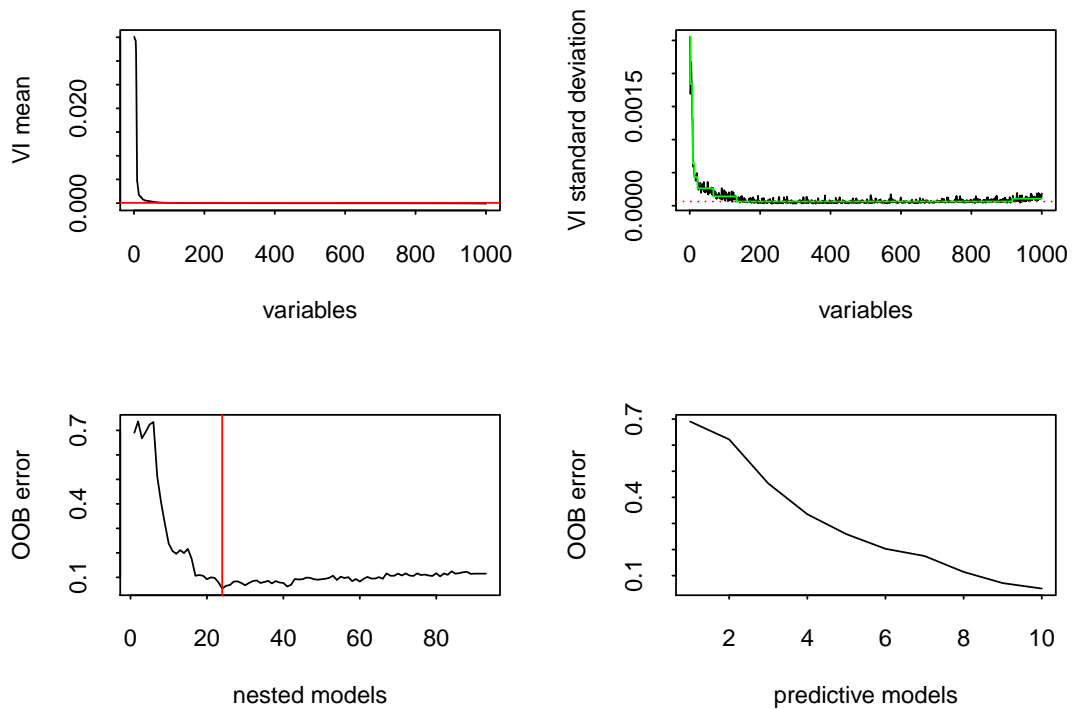 VI mean
0.000
0.020
0 200 400 600 800 1000
variables
VI standard deviation
0.0000
0.0015
0 200 400 600 800 1000
variables
OOB error
0.1
0.4
0.7
0 20 40 60 80
nested models
OOB error
0.1
0.4
0.7
2 4 6 8 10
predictive models